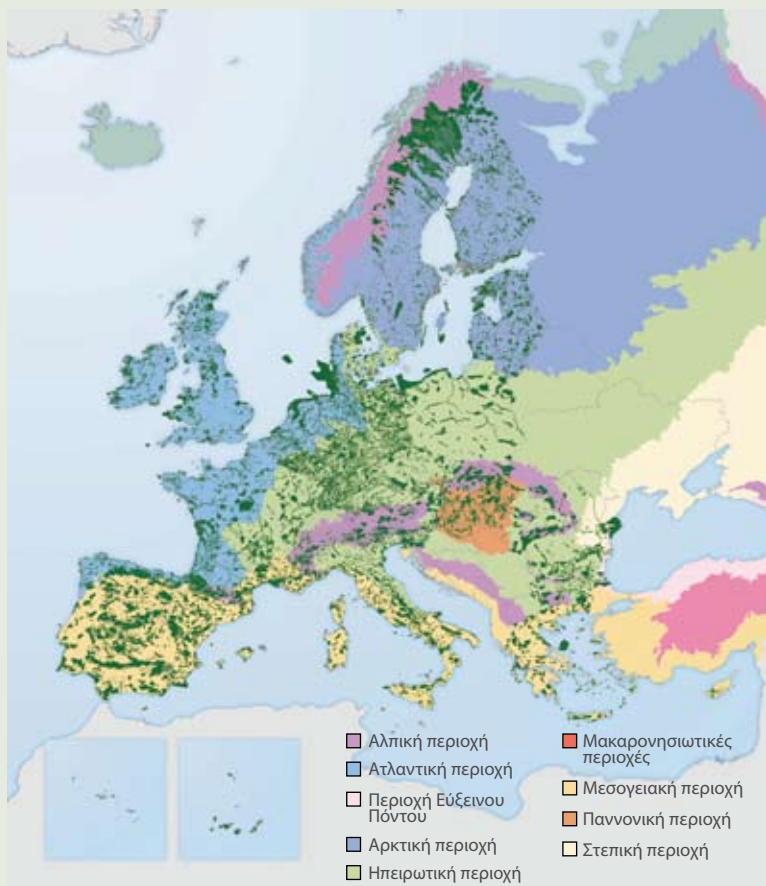 Αλπική περιοχή
Ατλαντική περιοχή
Περιοχή Εύξεινου
Πόντου
Αρκτική περιοχή
Ηπειρωτική περιοχή
Μακαρονησιωτικές
περιοχές
Μεσογειακή περιοχή
Παννονική περιοχή
Στεπική περιοχή